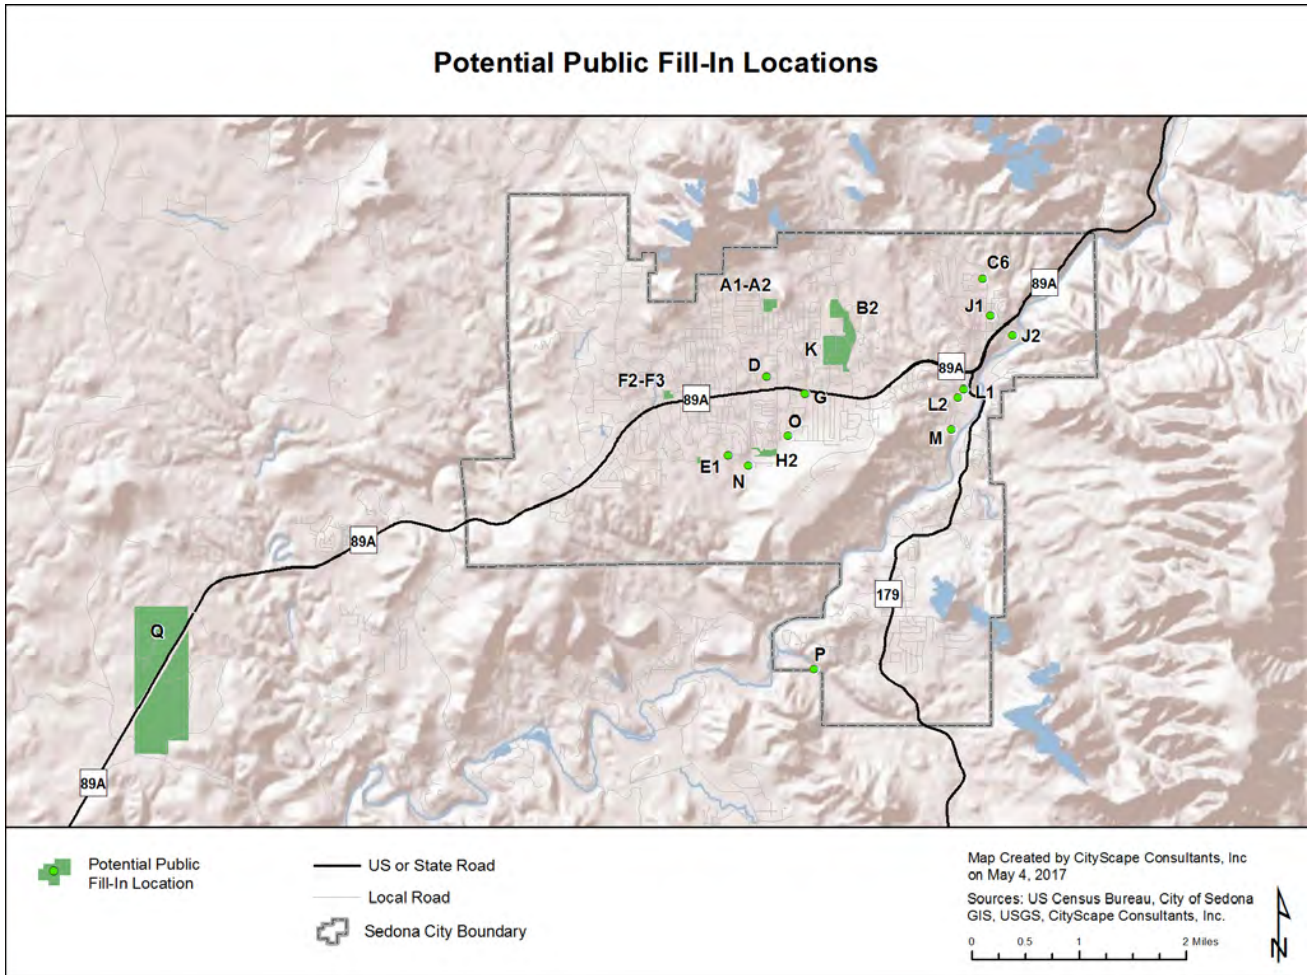 Potential Public Fill-In Locations
C6
89A
A1-A2
B2
J1
J2
K
89A
D
F2-F3
89A
G
L1
L2
O
M
E1
H2
N
89A
179
Q
P
89A
Potential Public
Fill-In Location
US or State Road
Local Road
Sedona City Boundary
Map Created by CityScape Consultants, Inc
on May 4, 2017
Sources: US Census Bureau, City of Sedona
GIS, USGS, CityScape Consultants, Inc.
0 0.5 1 2 Miles
N